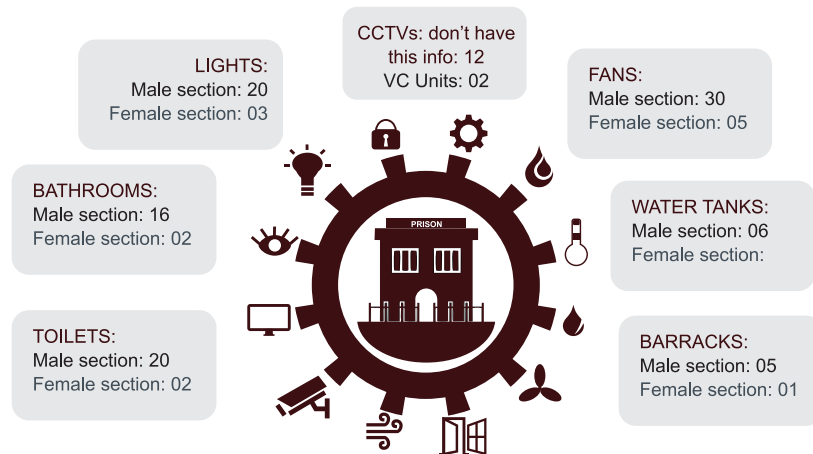 CCTVs: don’t have
this info: 12
VC Units: 02
LIGHTS:
Male section: 20
Female section: 03
FANS:
Male section: 30
Female section: 05
BATHROOMS:
Male section: 16
Female section: 02
WATER TANKS:
Male section: 06
Female section:
PRISON
TOILETS:
Male section: 20
Female section: 02
BARRACKS:
Male section: 05
Female section: 01